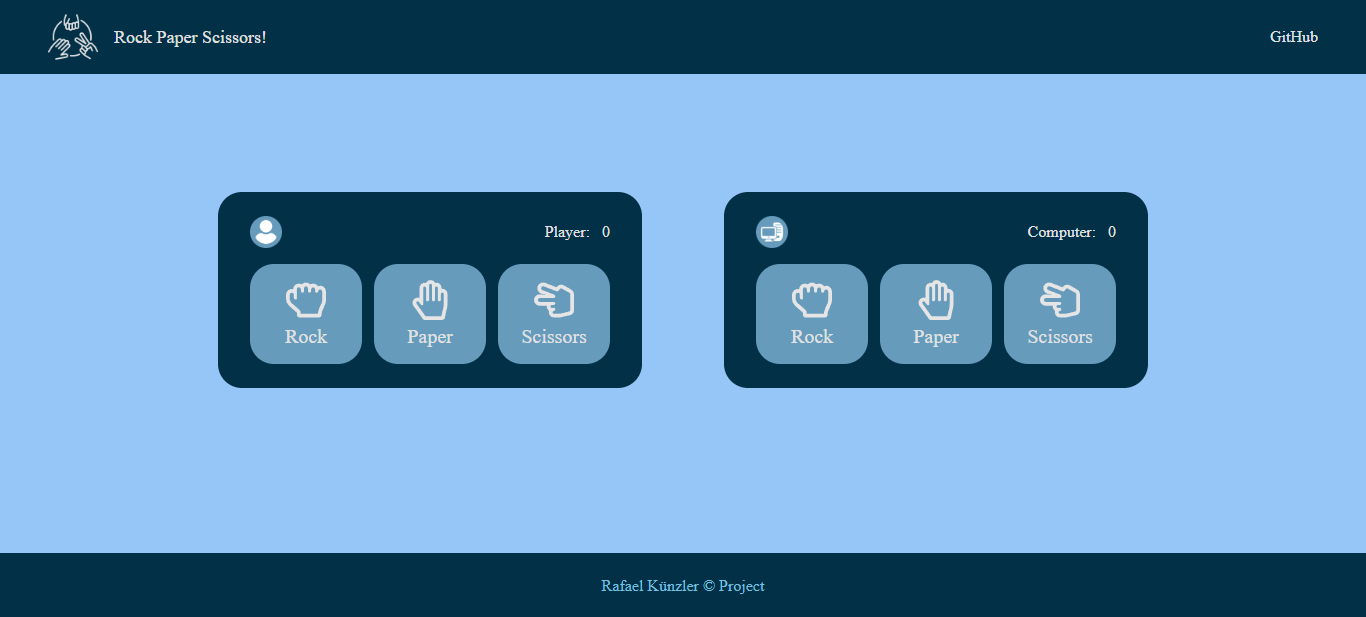 Rock Paper Scissors!
GitHub
Player: 0
Rock
Paper
Scissors
Computer: 0
Rock
Paper
Scissors
Rafael Künzler © Project